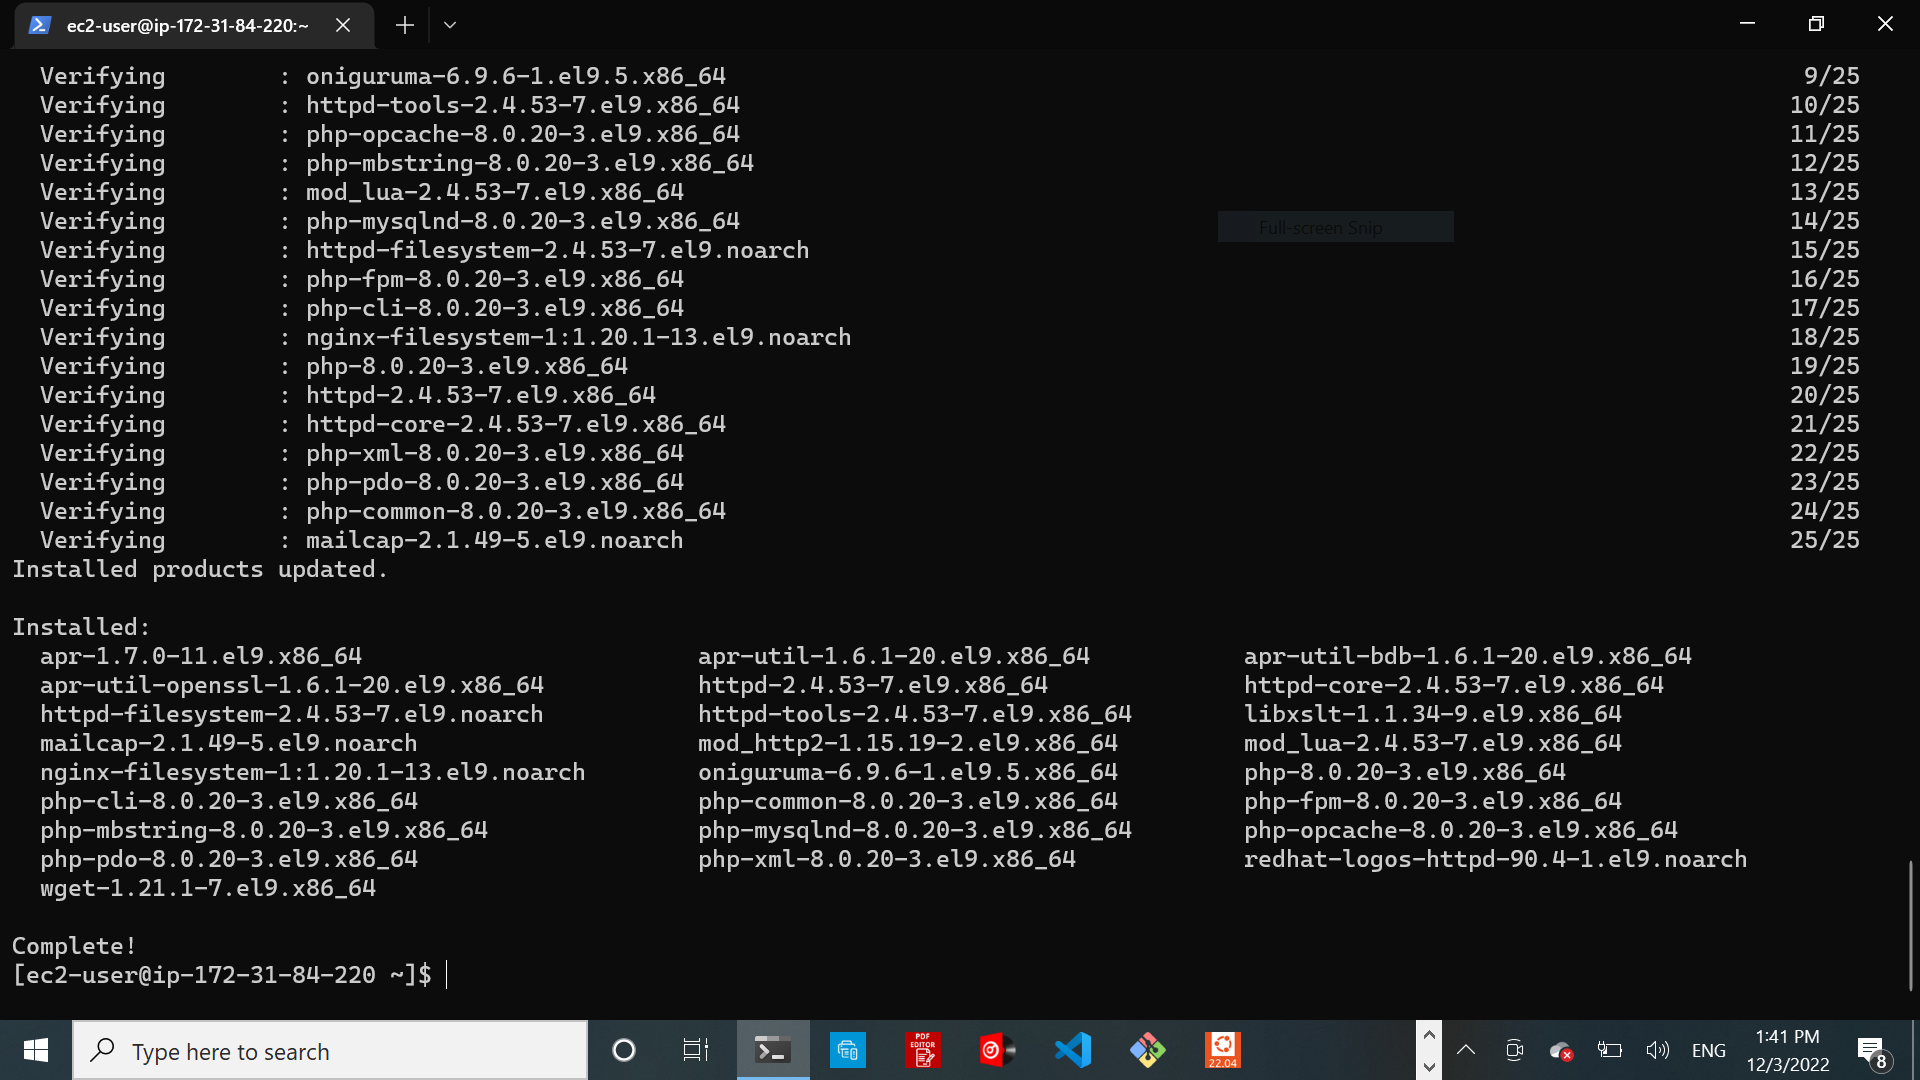 ec2-user@ip-172-31-84-220:~
Verifying : oniguruma-6.9.6-1.el9.5.x86_64 9/25
Verifying : httpd-tools-2.4.53-7.el9.x86_64 10/25
Verifying : php-opcache-8.0.20-3.el9.x86_64 11/25
Verifying : php-mbstring-8.0.20-3.el9.x86_64 12/25
Verifying : mod_lua-2.4.53-7.el9.x86_64 13/25
Verifying : php-mysqlnd-8.0.20-3.el9.x86_64 14/25
Full-screen Snip
Verifying : httpd-filesystem-2.4.53-7.el9.noarch 15/25
Verifying : php-fpm-8.0.20-3.el9.x86_64 16/25
Verifying : php-cli-8.0.20-3.el9.x86_64 17/25
Verifying : nginx-filesystem-1:1.20.1-13.el9.noarch 18/25
Verifying : php-8.0.20-3.el9.x86_64 19/25
Verifying : httpd-2.4.53-7.el9.x86_64 20/25
Verifying : httpd-core-2.4.53-7.el9.x86_64 21/25
Verifying : php-xml-8.0.20-3.el9.x86_64 22/25
Verifying : php-pdo-8.0.20-3.el9.x86_64 23/25
Verifying : php-common-8.0.20-3.el9.x86_64 24/25
Verifying : mailcap-2.1.49-5.el9.noarch 25/25
Installed products updated.
Installed:
apr-1.7.0-11.el9.x86_64 apr-util-1.6.1-20.el9.x86_64 apr-util-bdb-1.6.1-20.el9.x86_64
apr-util-openssl-1.6.1-20.el9.x86_64 httpd-2.4.53-7.el9.x86_64 httpd-core-2.4.53-7.el9.x86_64
httpd-filesystem-2.4.53-7.el9.noarch httpd-tools-2.4.53-7.el9.x86_64 libxslt-1.1.34-9.el9.x86_64
mailcap-2.1.49-5.el9.noarch mod_http2-1.15.19-2.el9.x86_64 mod_lua-2.4.53-7.el9.x86_64
nginx-filesystem-1:1.20.1-13.el9.noarch oniguruma-6.9.6-1.el9.5.x86_64 php-8.0.20-3.el9.x86_64
php-cli-8.0.20-3.el9.x86_64 php-common-8.0.20-3.el9.x86_64 php-fpm-8.0.20-3.el9.x86_64
php-mbstring-8.0.20-3.el9.x86_64 php-mysqlnd-8.0.20-3.el9.x86_64 php-opcache-8.0.20-3.el9.x86_64
php-pdo-8.0.20-3.el9.x86_64 php-xml-8.0.20-3.el9.x86_64 redhat-logos-httpd-90.4-1.el9.noarch
wget-1.21.1-7.el9.x86_64
Complete!
[ec2-user@ip-172-31-84-220 ~]$
Type here to search
PDF
EDITOR
22.04
ENG
1:41 PM
12/3/2022
8